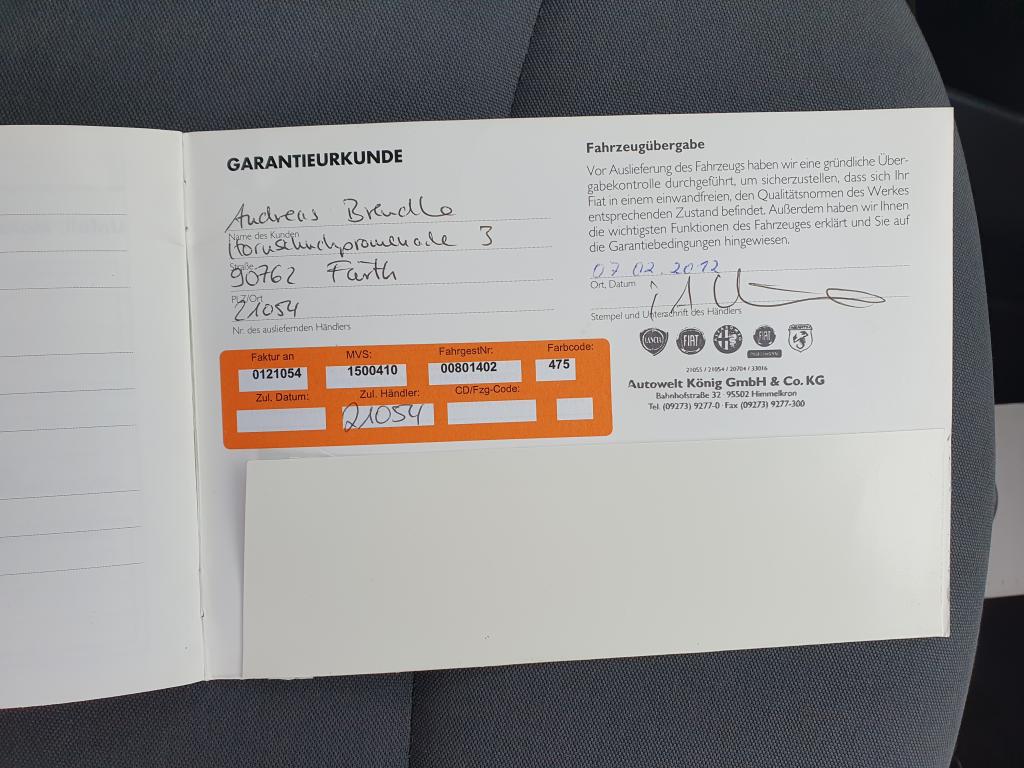 GARANTIEURKUNDE
Andreas Brendle
Name des Kunden
Hornschuchpromenade 3
Straße
90762 Fürth
PLZ/Ort
21054
Nr. des ausliefernden Händlers
Faktur an MVS: FahrgestNr: Farbcode:
0121054 1500410 00801402 475
Zul. Datum: Zul. Händler: CD/Fzg-Code:
21054
Fahrzeugübergabe
Vor Auslieferung des Fahrzeugs haben wir eine gründliche Über-
gabekontrolle durchgeführt, um sicherzustellen, dass sich Ihr
Fiat in einem einwandfreien, den Qualitätsnormen des Werkes
entsprechenden Zustand befindet. Außerdem haben wir Ihnen
die wichtigsten Funktionen des Fahrzeuges erklärt und Sie auf
die Garantiebedingungen hingewiesen.
07 02. 2012
Ort, Datum
Stempel und Unterschrift des Händlers
LANCIA FIAT FIAT ABARTH
21055 / 21054 / 20704 / 33016
Autowelt König GmbH & Co. KG
Bahnhofstraße 32 · 95502 Himmelkron
Tel. (09273) 9277-0 · Fax (09273) 9277-300